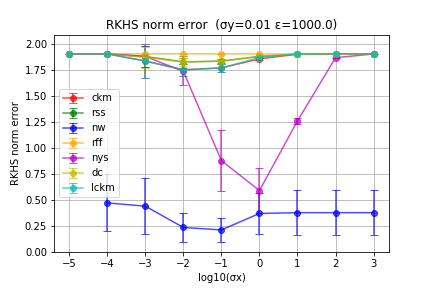 RKHS norm error (σy=0.01 ε=1000.0)
RKHS norm error
2.00
1.75
1.50
1.25
1.00
0.75
0.50
0.25
0.00
ckm
rss
nw
rff
nys
dc
lckm
−5 −4 −3 −2 −1 0 1 2 3
log10(σx)